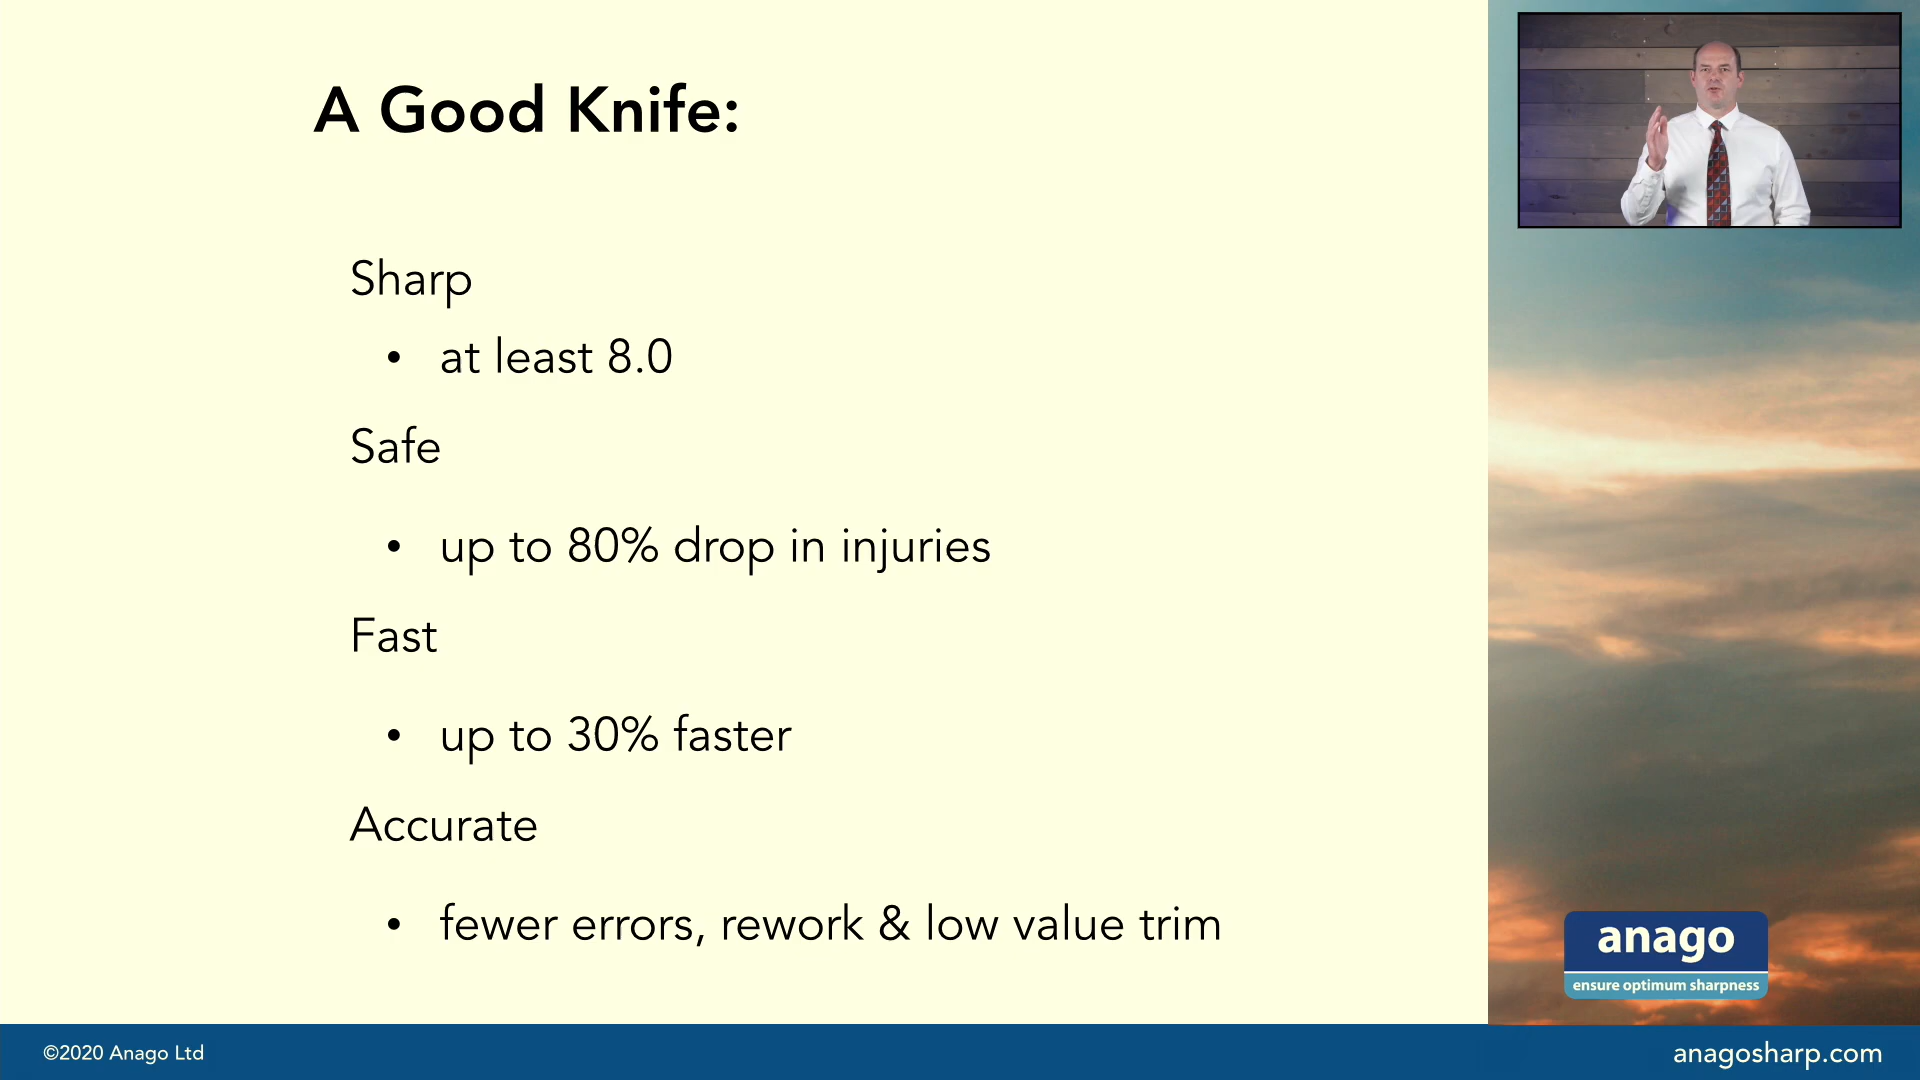 A Good Knife:
Sharp
• at least 8.0
Safe
• up to 80% drop in injuries
Fast
• up to 30% faster
Accurate
• fewer errors, rework & low value trim
anago
ensure optimum sharpness
©2020 Anago Ltd
anagosharp.com